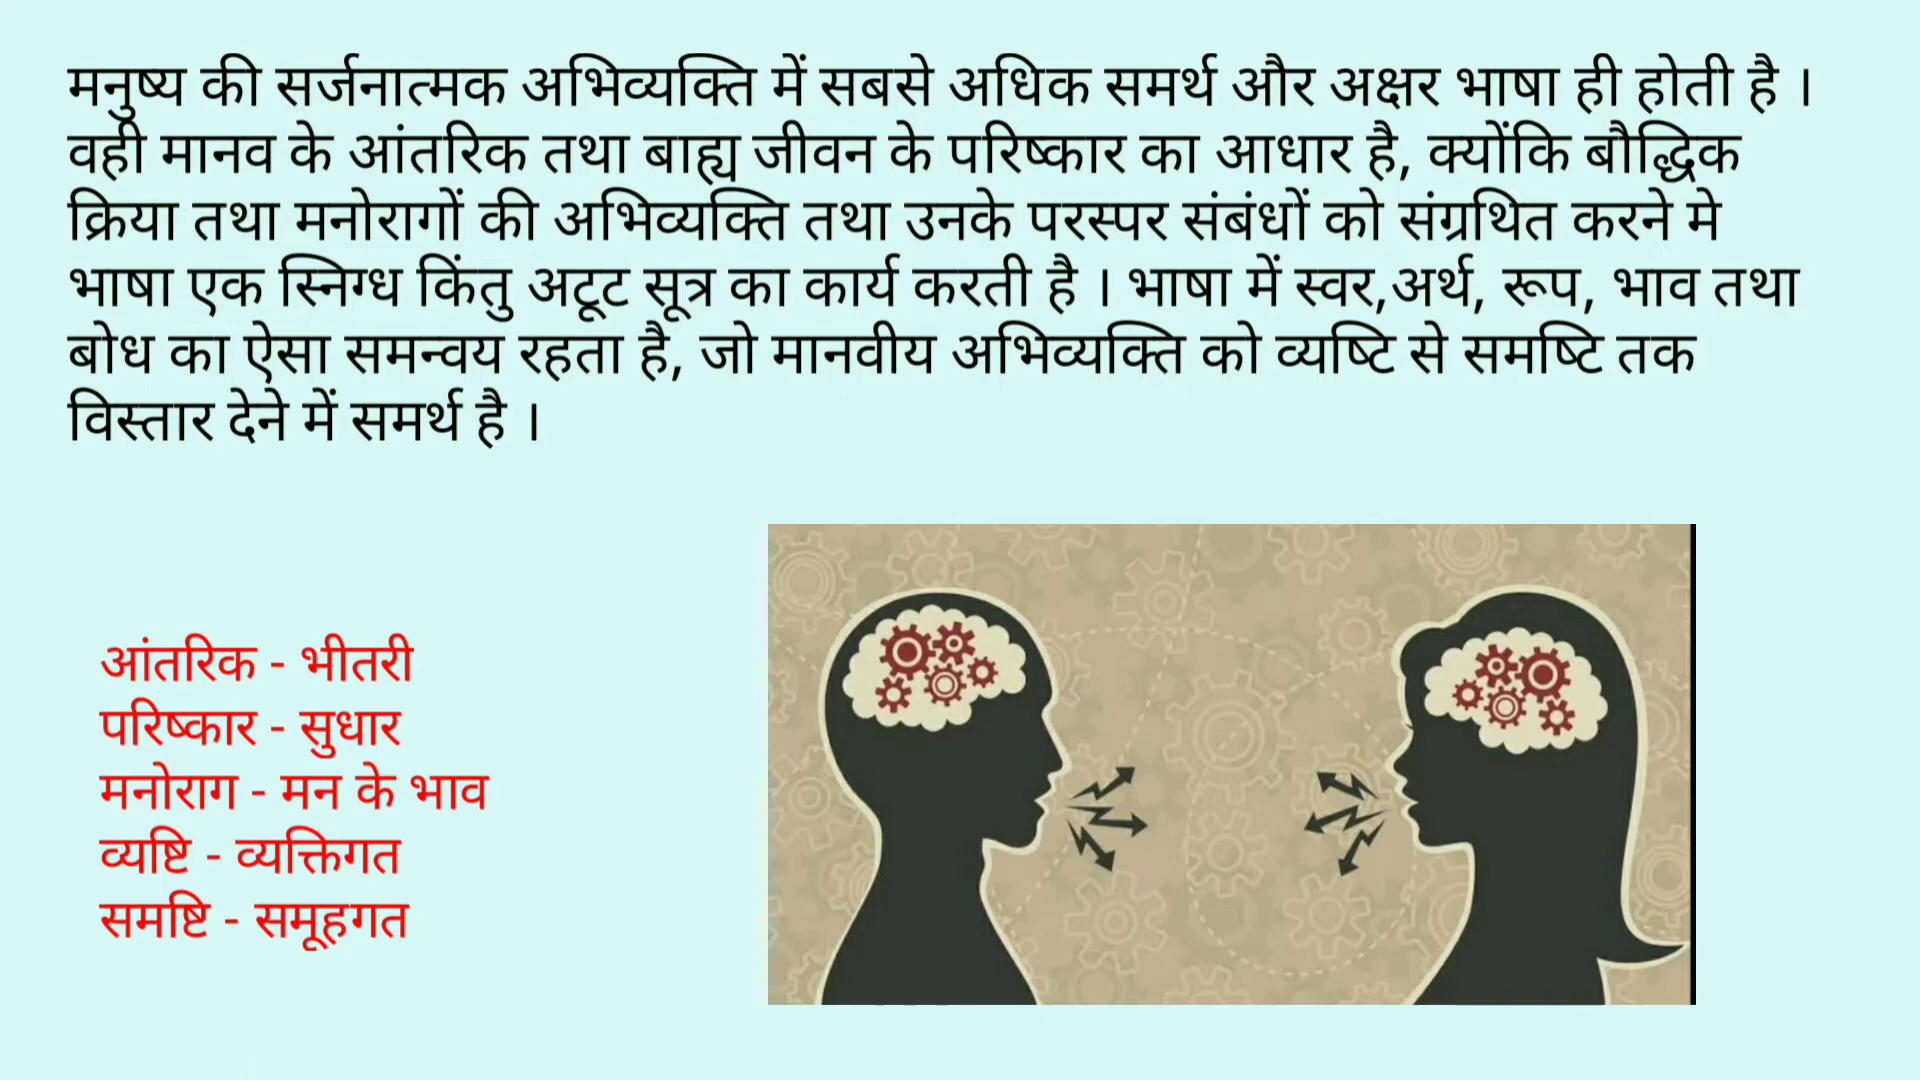 मनुष्य की सर्जनात्मक अभिव्यक्ति में सबसे अधिक समर्थ और अक्षर भाषा ही होती है ।
वही मानव के आंतरिक तथा बाह्य जीवन के परिष्कार का आधार है, क्योंकि बौद्धिक
क्रिया तथा मनोरागों की अभिव्यक्ति तथा उनके परस्पर संबंधों को संग्रथित करने मे
भाषा एक स्निग्ध किंतु अटूट सूत्र का कार्य करती है । भाषा में स्वर,अर्थ, रूप, भाव तथा
बोध का ऐसा समन्वय रहता है, जो मानवीय अभिव्यक्ति को व्यष्टि से समष्टि तक
विस्तार देने में समर्थ है ।
आंतरिक - भीतरी
परिष्कार - सुधार
मनोराग - मन के भाव
व्यष्टि - व्यक्तिगत
समष्टि - समूहगत